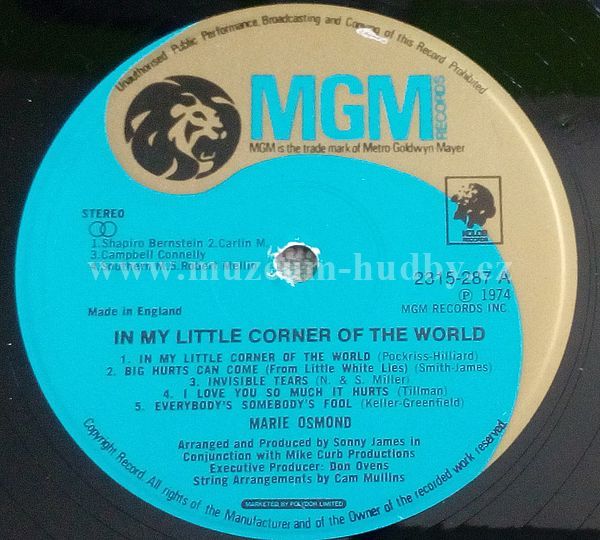 Unauthorised Public Performance, Broadcasting and Copying of this Record Prohibited
MGM
RECORDS
MGM is the trade mark of Metro-Goldwyn-Mayer
KOLOB
RECORDS
STEREO
1.Shapiro Bernstein 2.Carlin M.
3.Campbell Connelly
4.Southern M.5.Robert Mellin
www.muzeum-hudby.cz
2315-287 A
Ⓟ 1974
Made in England
MGM RECORDS INC.
IN MY LITTLE CORNER OF THE WORLD
1. IN MY LITTLE CORNER OF THE WORLD (Pockriss-Hilliard)
2. BIG HURTS CAN COME (From Little White Lies) (Smith-James)
3. INVISIBLE TEARS (N. & S. Miller)
4. I LOVE YOU SO MUCH IT HURTS (Tillman)
5. EVERYBODY'S SOMEBODY'S FOOL (Keller-Greenfield)
MARIE OSMOND
Arranged and Produced by Sonny James in
Conjunction with Mike Curb Productions
Executive Producer: Don Ovens
String Arrangements by Cam Mullins
MARKETED BY POLYDOR LIMITED
Copyright Record. All rights of the Manufacturer and of the Owner of the recorded work reserved.